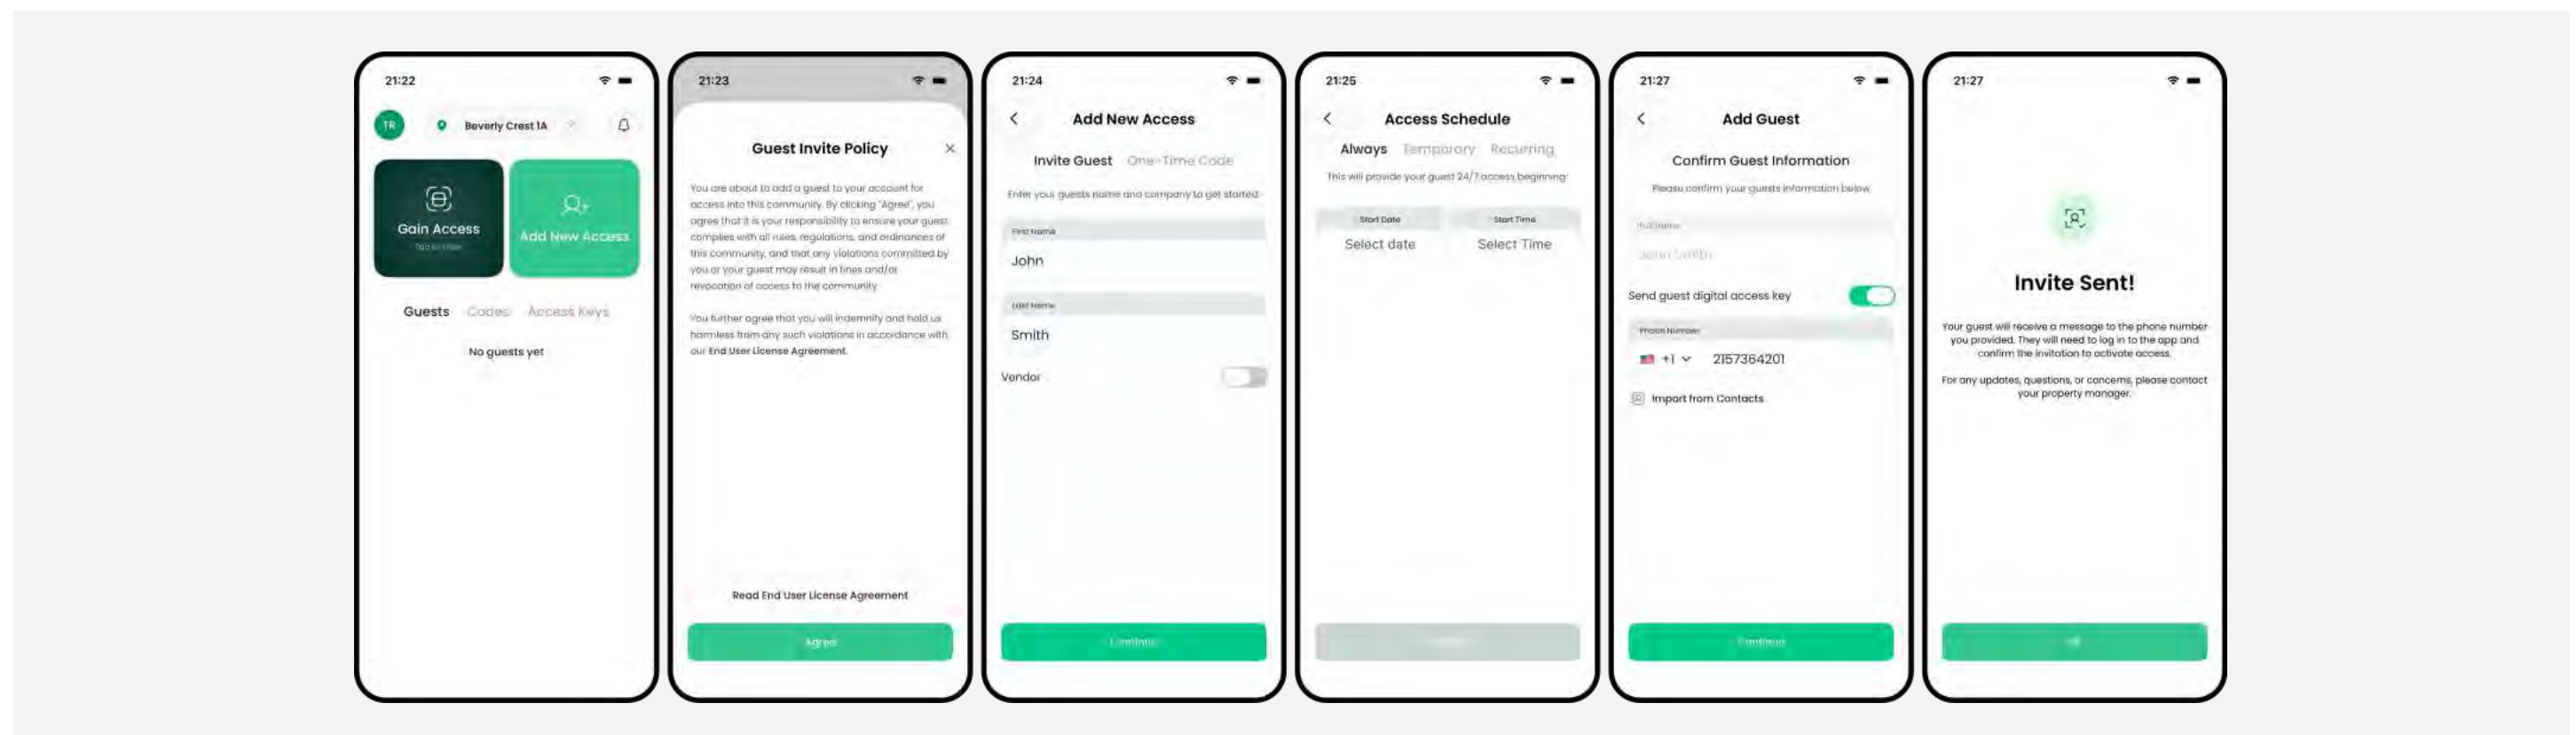 21:22
TR
Beverly Crest 1A
Gain Access
Tap to enter
Add New Access
Guests Codes Access Keys
No guests yet
21:23
Guest Invite Policy
You are about to add a guest to your account for
access into this community. By clicking "Agree", you
agree that it is your responsibility to ensure your guest
complies with all rules, regulations, and ordinances of
this community, and that any violations committed by
you or your guest may result in fines and/or
revocation of access to the community.
You further agree that you will indemnify and hold us
harmless from any such violations in accordance with
our End User License Agreement.
Read End User License Agreement
Agree
21:24
Add New Access
Invite Guest One-Time Code
Enter your guests name and company to get started.
First Name
John
Last Name
Smith
Vendor
Continue
21:25
Access Schedule
Always Temporary Recurring
This will provide your guest 24/7 access beginning:
Start Date Start Time
Select date Select Time
21:27
Add Guest
Confirm Guest Information
Please confirm your guests information below.
Full Name
John Smith
Send guest digital access key
Phone Number
+1 2157364201
Import from Contacts
Continue
21:27
Invite Sent!
Your guest will receive a message to the phone number
you provided. They will need to log in to the app and
confirm the invitation to activate access.
For any updates, questions, or concerns, please contact
your property manager.